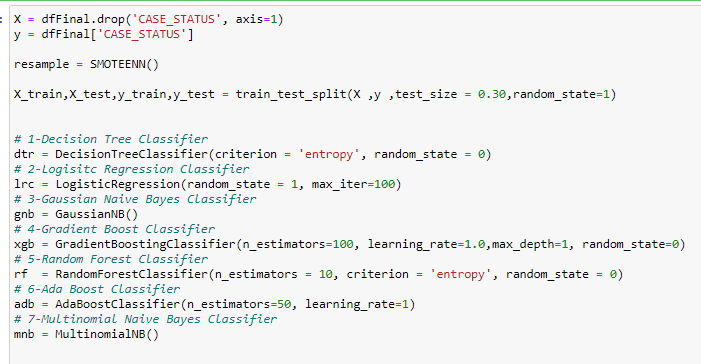 X = dfFinal.drop('CASE_STATUS', axis=1)
y = dfFinal['CASE_STATUS']
resample = SMOTEENN()
X_train,X_test,y_train,y_test = train_test_split(X ,y ,test_size = 0.30,random_state=1)
# 1-Decision Tree Classifier
dtr = DecisionTreeClassifier(criterion = 'entropy', random_state = 0)
# 2-Logisitc Regression Classifier
lrc = LogisticRegression(random_state = 1, max_iter=100)
# 3-Gaussian Naive Bayes Classifier
gnb = GaussianNB()
# 4-Gradient Boost Classifier
xgb = GradientBoostingClassifier(n_estimators=100, learning_rate=1.0,max_depth=1, random_state=0)
# 5-Random Forest Classifier
rf  = RandomForestClassifier(n_estimators = 10, criterion = 'entropy', random_state = 0)
# 6-Ada Boost Classifier
adb = AdaBoostClassifier(n_estimators=50, learning_rate=1)
# 7-Multinomial Naive Bayes Classifier
mnb = MultinomialNB()